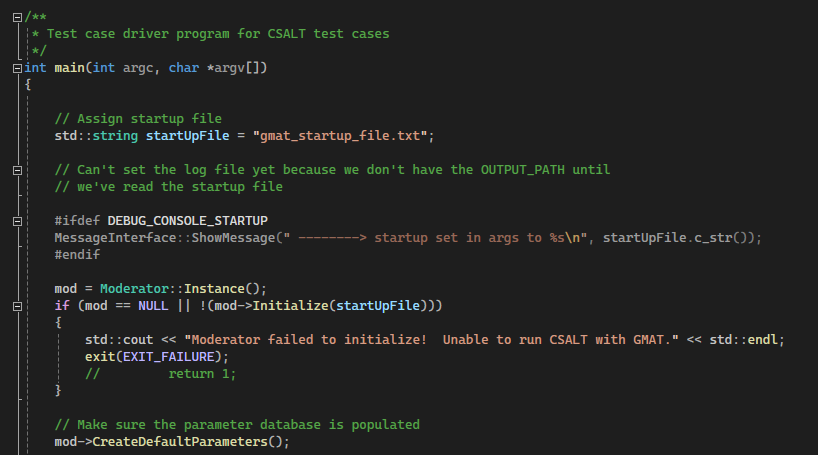 /**
 * Test case driver program for CSALT test cases
 */
int main(int argc, char *argv[])
{
    // Assign startup file
    std::string startUpFile = "gmat_startup_file.txt";
    // Can't set the log file yet because we don't have the OUTPUT_PATH until
    // we've read the startup file
    #ifdef DEBUG_CONSOLE_STARTUP
    MessageInterface::ShowMessage(" --------> startup set in args to %s\n", startUpFile.c_str());
    #endif
    mod = Moderator::Instance();
    if (mod == NULL || !(mod->Initialize(startUpFile)))
    {
        std::cout << "Moderator failed to initialize!  Unable to run CSALT with GMAT." << std::endl;
        exit(EXIT_FAILURE);
        //         return 1;
    }
    // Make sure the parameter database is populated
    mod->CreateDefaultParameters();